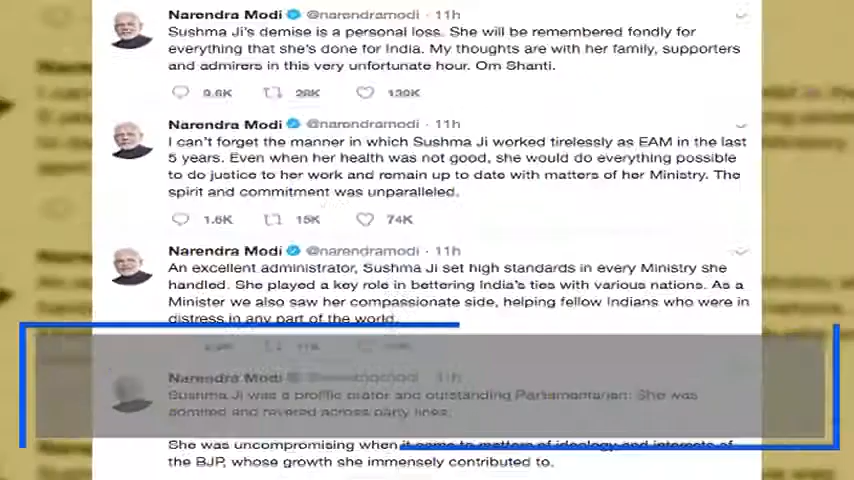 Narendra Modi @narendramodi · 11h
Sushma Ji's demise is a personal loss. She will be remembered fondly for
everything that she's done for India. My thoughts are with her family, supporters
and admirers in this very unfortunate hour. Om Shanti.
9.6K 28K 139K
Narendra Modi @narendramodi · 11h
I can't forget the manner in which Sushma Ji worked tirelessly as EAM in the last
5 years. Even when her health was not good, she would do everything possible
to do justice to her work and remain up to date with matters of her Ministry. The
spirit and commitment was unparalleled.
1.6K 15K 74K
Narendra Modi @narendramodi · 11h
An excellent administrator, Sushma Ji set high standards in every Ministry she
handled. She played a key role in bettering India's ties with various nations. As a
Minister we also saw her compassionate side, helping fellow Indians who were in
distress in any part of the world.
Narendra Modi @narendramodi · 11h
Sushma Ji was a prolific orator and outstanding Parliamentarian. She was
admired and revered across party lines.
She was uncompromising when it came to matters of ideology and interests of
the BJP, whose growth she immensely contributed to.